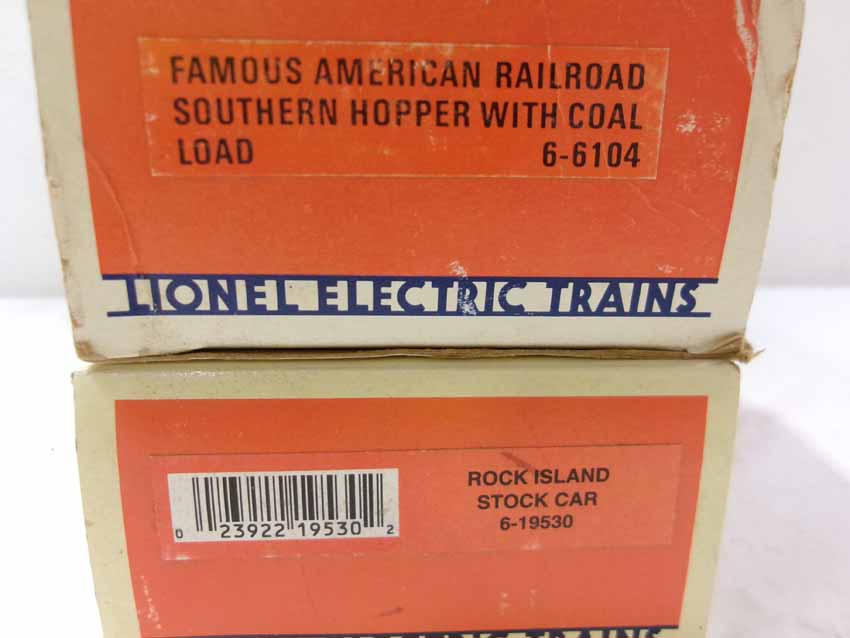 FAMOUS AMERICAN RAILROAD
SOUTHERN HOPPER WITH COAL
LOAD 6-6104
LIONEL ELECTRIC TRAINS
ROCK ISLAND
STOCK CAR
6-19530
0 23922 19530 2
TRAINS